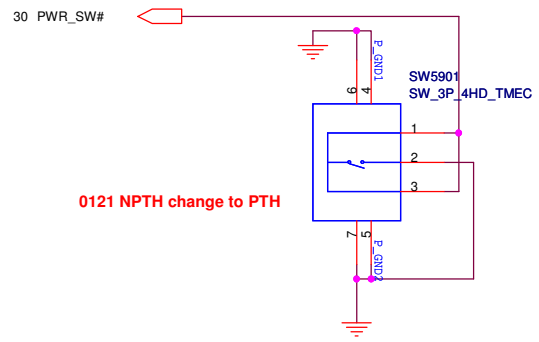 30 PWR_SW#
P_GND1
6
4
SW5901
SW_3P_4HD_TMEC
1
2
3
0121 NPTH change to PTH
7
5
P_GND2